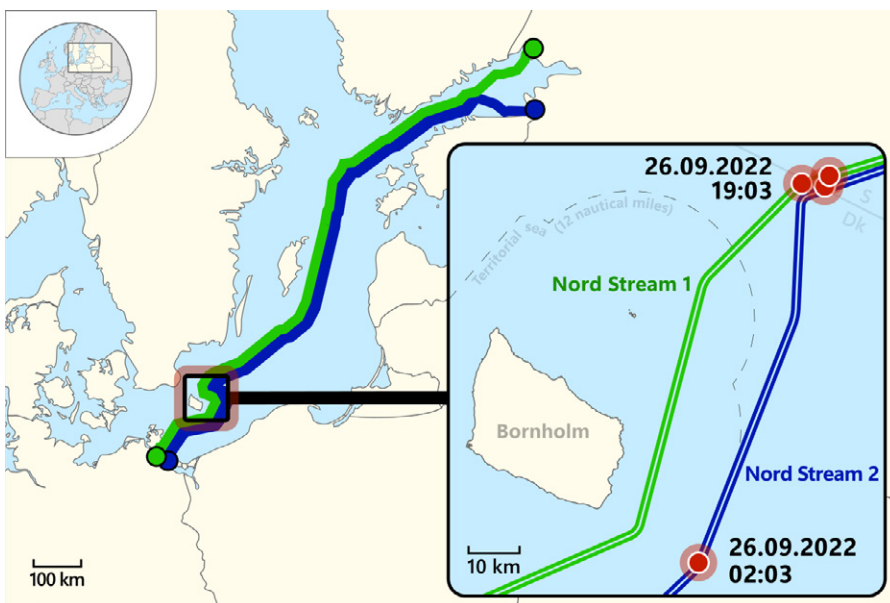 26.09.2022
19:03
S
Dk
Territorial sea (12 nautical miles)
Nord Stream 1
Bornholm
Nord Stream 2
26.09.2022
02:03
10 km
100 km